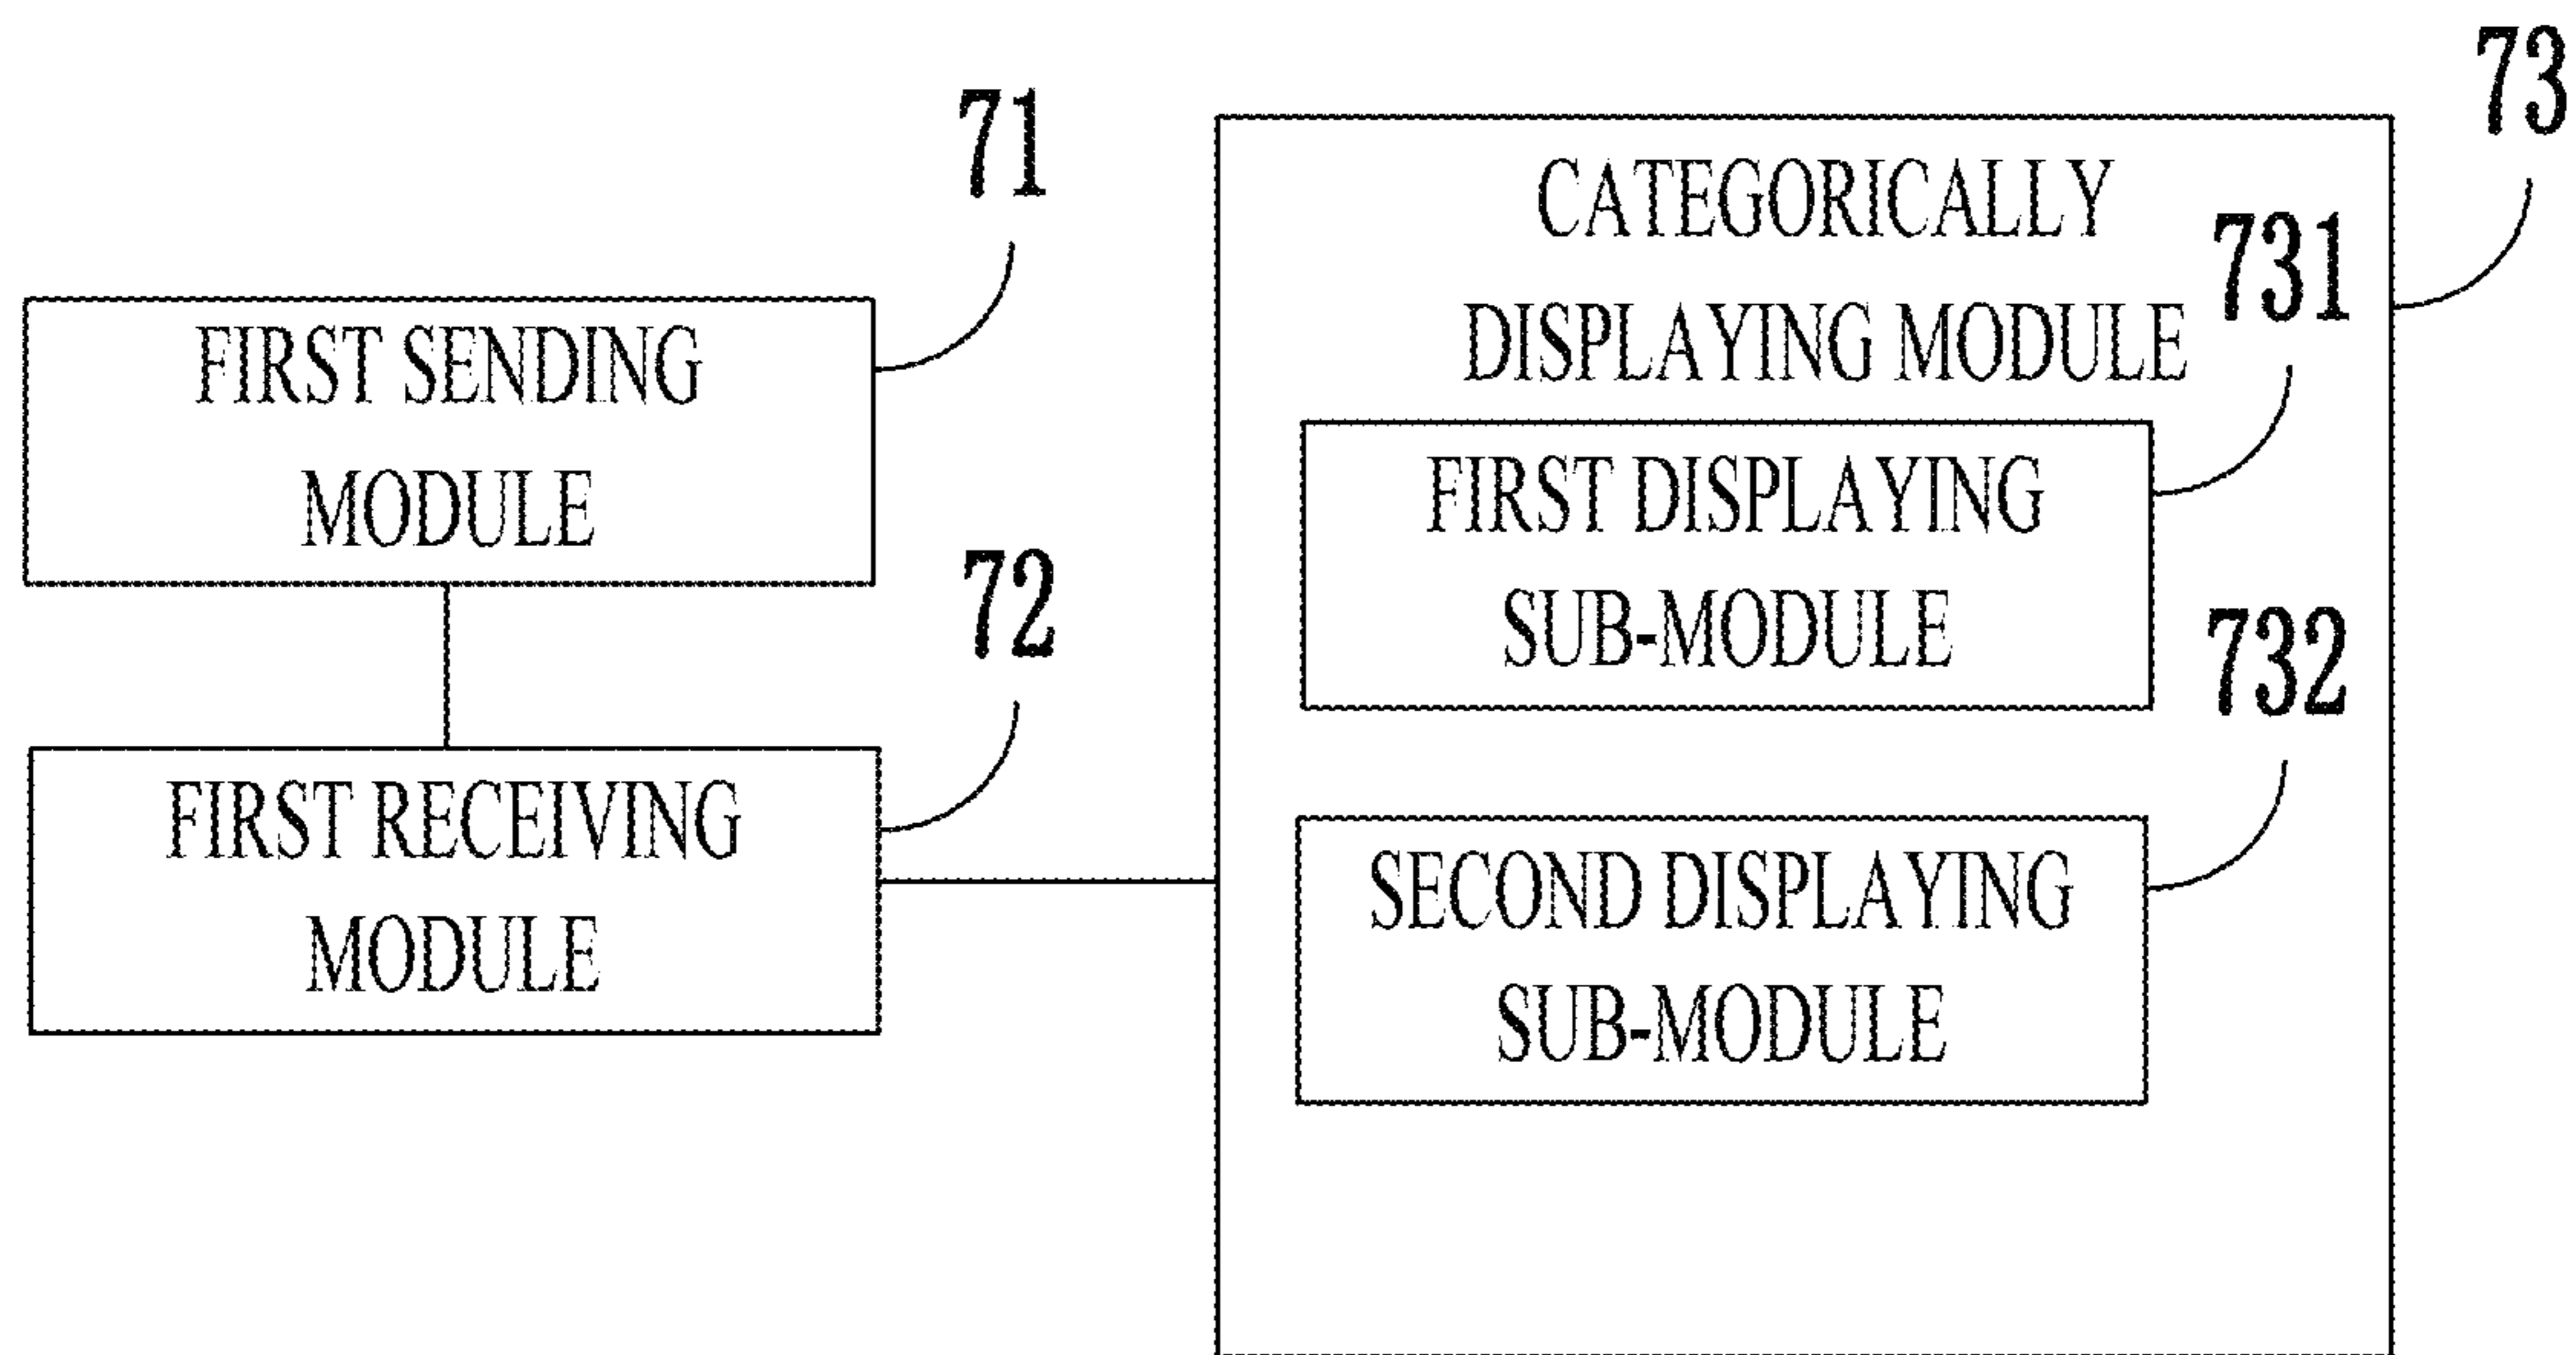 71
FIRST SENDING
MODULE
72
FIRST RECEIVING
MODULE
73
CATEGORICALLY
DISPLAYING MODULE
731
FIRST DISPLAYING
SUB-MODULE
732
SECOND DISPLAYING
SUB-MODULE